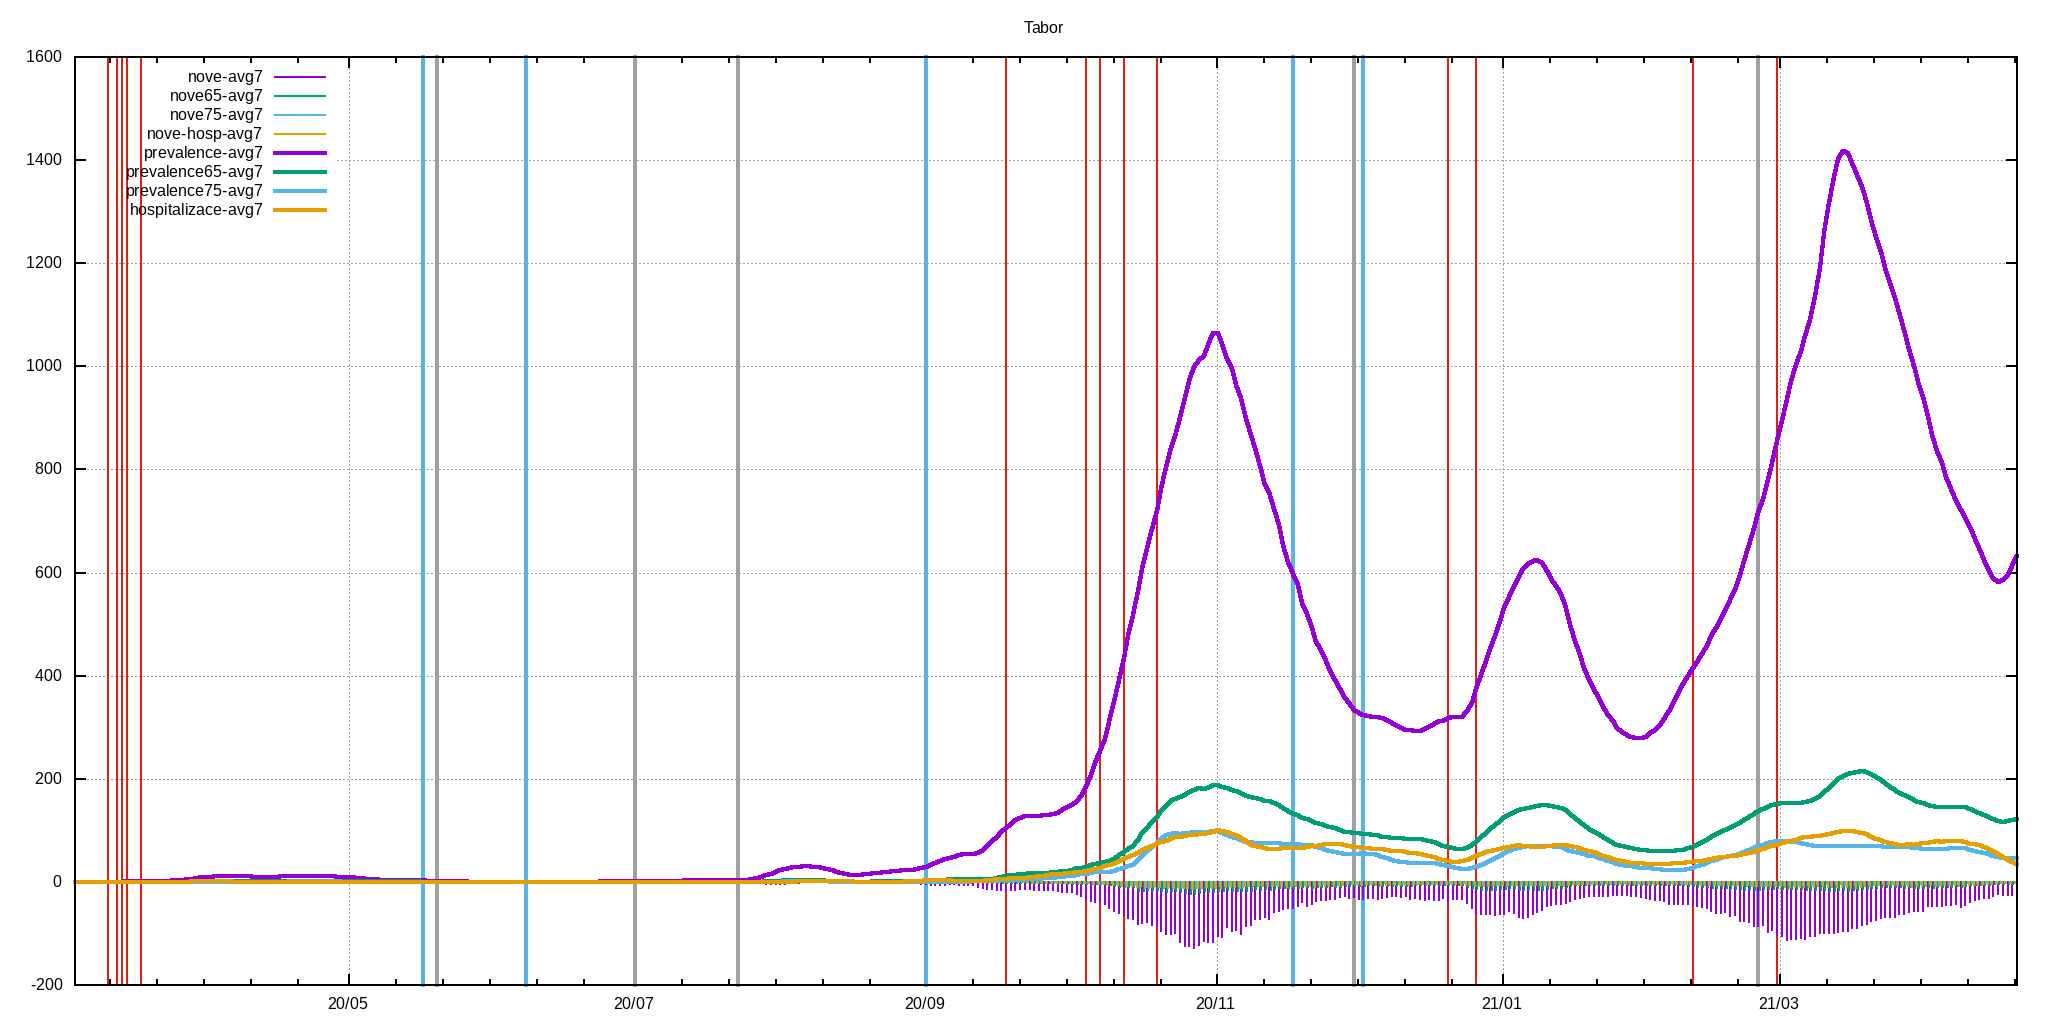 Tabor
1600
1400
1200
1000
800
600
400
200
0
-200
nove-avg7
nove65-avg7
nove75-avg7
nove-hosp-avg7
prevalence-avg7
prevalence65-avg7
prevalence75-avg7
hospitalizace-avg7
20/05 20/07 20/09 20/11 21/01 21/03